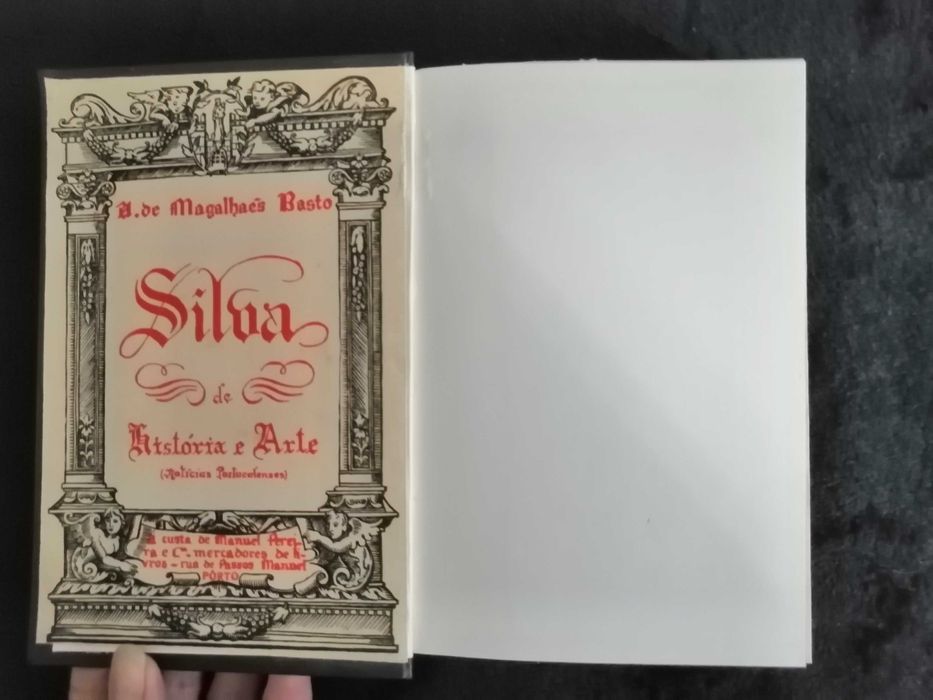 A. de Magalhães Basto
Silva
de
História e Arte
(Notícias Portucalenses)
À custa de Manuel Perei-
ra e Cᵃ. mercadores de li-
vros - rua de Passos Manuel
PÔRTO